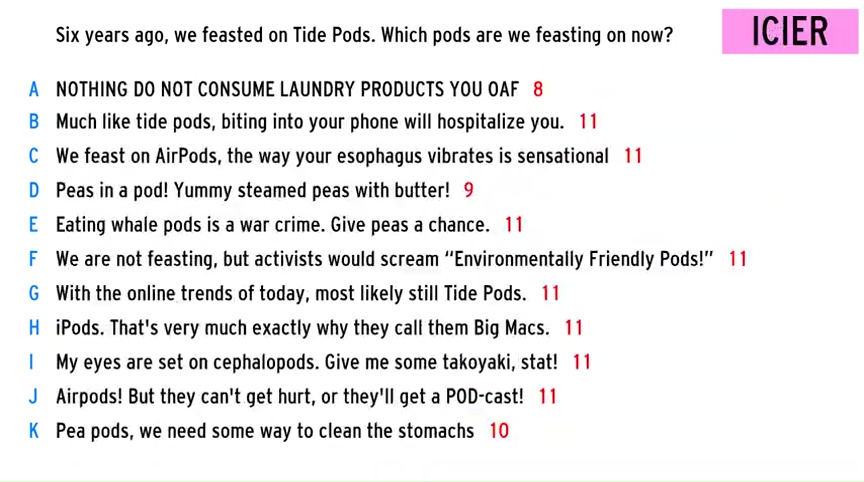 Six years ago, we feasted on Tide Pods. Which pods are we feasting on now?
ICIER
A NOTHING DO NOT CONSUME LAUNDRY PRODUCTS YOU OAF 8
B Much like tide pods, biting into your phone will hospitalize you. 11
C We feast on AirPods, the way your esophagus vibrates is sensational 11
D Peas in a pod! Yummy steamed peas with butter! 9
E Eating whale pods is a war crime. Give peas a chance. 11
F We are not feasting, but activists would scream “Environmentally Friendly Pods!” 11
G With the online trends of today, most likely still Tide Pods. 11
H iPods. That's very much exactly why they call them Big Macs. 11
I My eyes are set on cephalopods. Give me some takoyaki, stat! 11
J Airpods! But they can't get hurt, or they'll get a POD-cast! 11
K Pea pods, we need some way to clean the stomachs 10